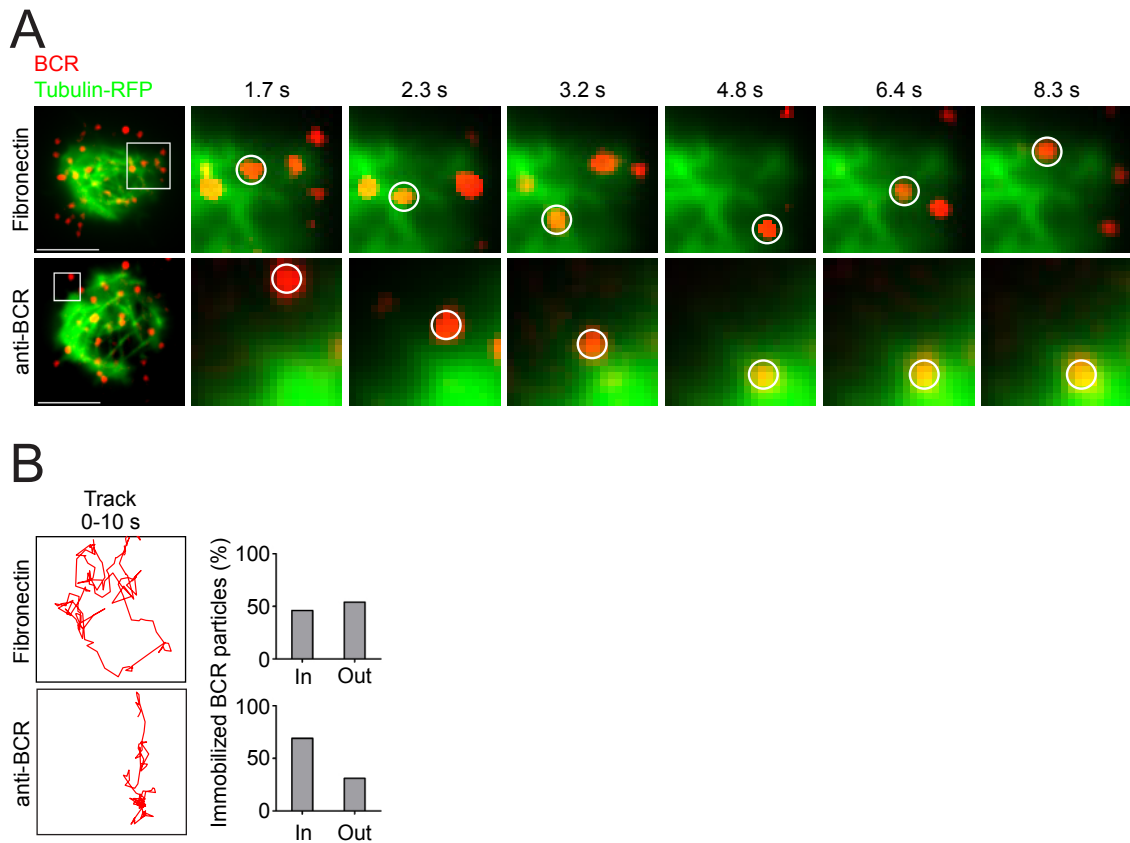 A
BCR
Tubulin-RFP
1.7 s 2.3 s 3.2 s 4.8 s 6.4 s 8.3 s
Fibronectin
anti-BCR
B
Track
0-10 s
Fibronectin
anti-BCR
Immobilized BCR particles (%)
100
50
0
In Out
100
50
0
In Out